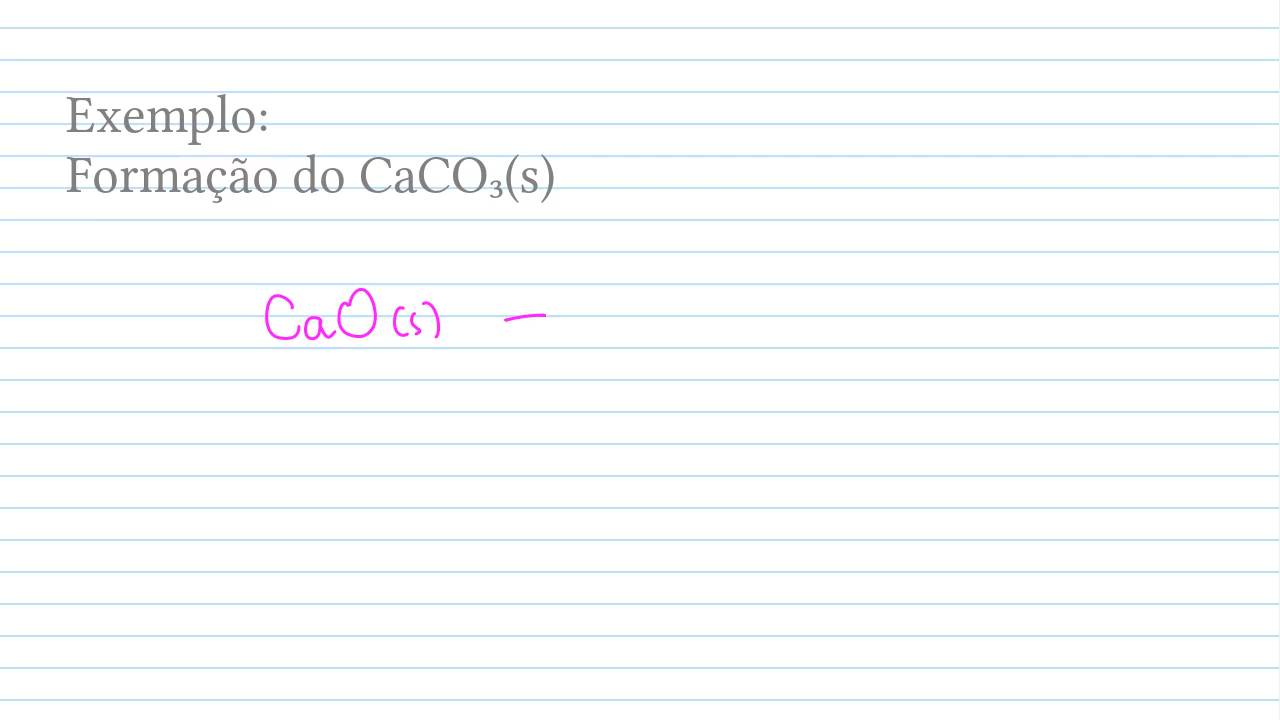 Exemplo:
Formação do CaCO₃(s)
CaO(s) —